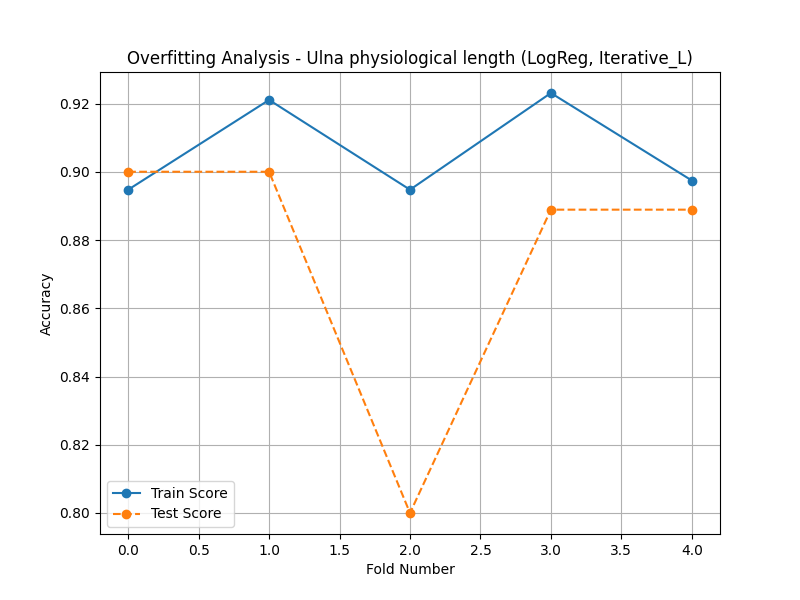 Overfitting Analysis - Ulna physiological length (LogReg, Iterative_L)
0.92
0.90
0.88
0.86
0.84
0.82
0.80
Accuracy
Train Score
Test Score
0.0 0.5 1.0 1.5 2.0 2.5 3.0 3.5 4.0
Fold Number